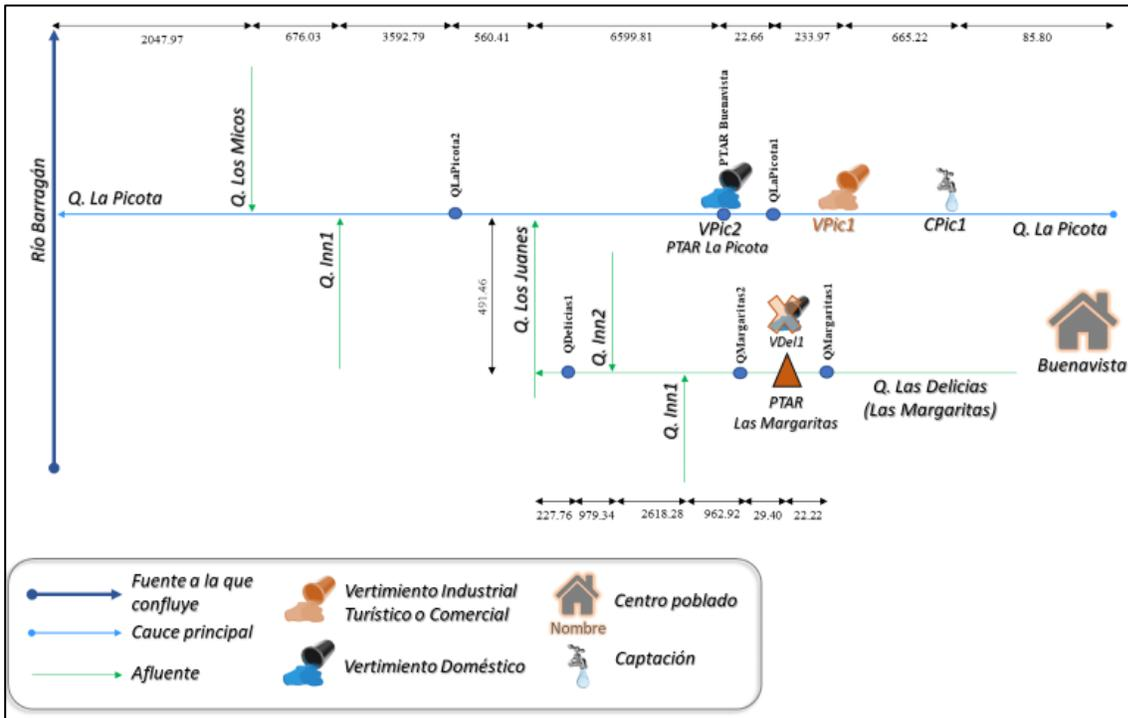 2047.97 676.03 3592.79 560.41 6599.81 22.66 233.97 665.22 85.80
Río Barragán
Q. La Picota
Q. Los Micos
QLaPicota2
PTAR Buenavista
QLaPicota1
VPic2
PTAR La Picota
VPic1
CPic1
Q. La Picota
Q. Inn1
491.46
Q. Los Juanes
QDelicias1
Q. Inn2
Q. Inn1
QMargaritas2
VDel1
QMargaritas1
PTAR
Las Margaritas
Q. Las Delicias
(Las Margaritas)
Buenavista
227.76 979.34 2618.28 962.92 29.40 22.22
Fuente a la que
confluye
Cauce principal
Afluente
Vertimiento Industrial
Turístico o Comercial
Vertimiento Doméstico
Nombre
Centro poblado
Captación